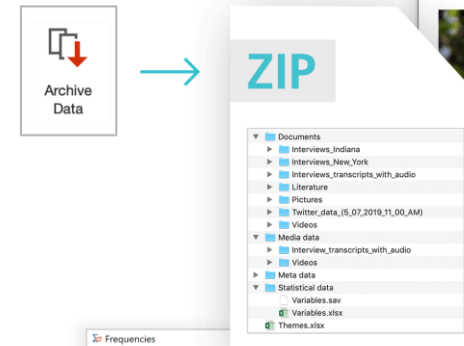 Archive
Data
ZIP
Documents
Interviews_Indiana
Interviews_New_York
Interviews_transcripts_with_audio
Literature
Pictures
Twitter_data_(5_07_2019_11_00_AM)
Videos
Media data
Interview_transcripts_with_audio
Videos
Meta data
Statistical data
Variables.sav
Variables.xlsx
Themes.xlsx
Frequencies